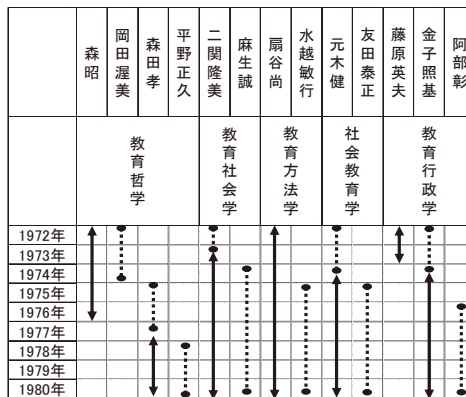 森昭
岡田渥美
森田孝
平野正久
二関隆美
麻生誠
扇谷尚
水越敏行
元木健
友田泰正
藤原英夫
金子照基
阿部彰
教育哲学
教育社会学
教育方法学
社会教育学
教育行政学
1972年
1973年
1974年
1975年
1976年
1977年
1978年
1979年
1980年